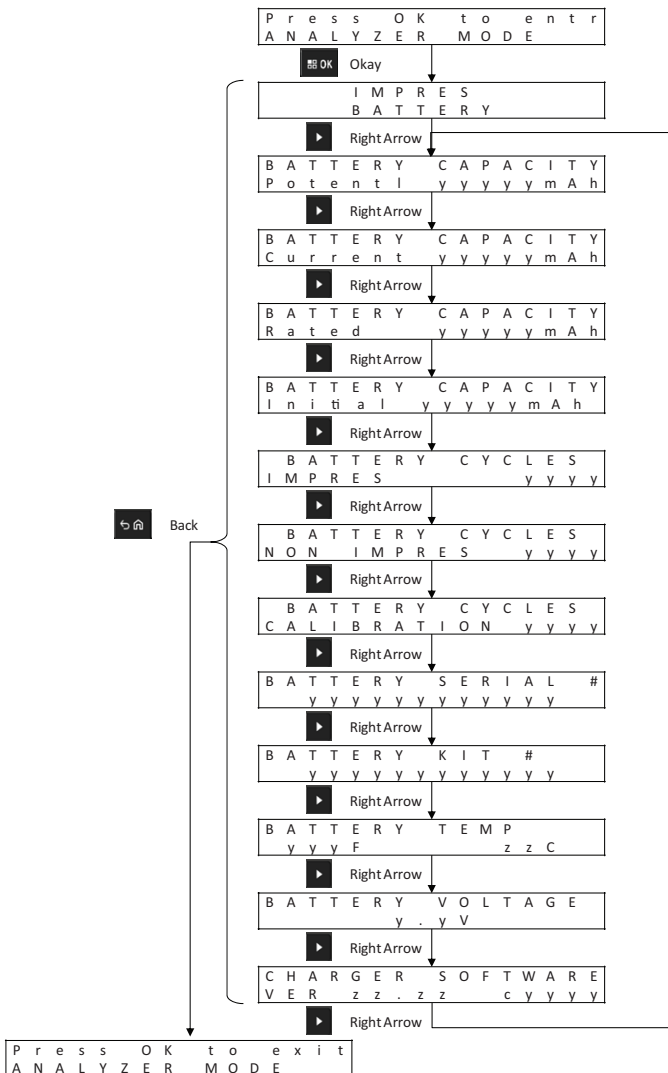 Press OK to entr
ANALYZER MODE
OK Okay
IMPRES
BATTERY
Right Arrow
BATTERY CAPACITY
Potentl yyyyymAh
Right Arrow
BATTERY CAPACITY
Current yyyyymAh
Right Arrow
BATTERY CAPACITY
Rated yyyyymAh
Right Arrow
BATTERY CAPACITY
Initial yyyyymAh
Right Arrow
BATTERY CYCLES
IMPRES yyyy
Right Arrow
Back
BATTERY CYCLES
NON IMPRES yyyy
Right Arrow
BATTERY CYCLES
CALIBRATION yyyy
Right Arrow
BATTERY SERIAL #
yyyyyyyyyyyy
Right Arrow
BATTERY KIT #
yyyyyyyyyyyy
Right Arrow
BATTERY TEMP
yyyF zzC
Right Arrow
BATTERY VOLTAGE
y.yV
Right Arrow
CHARGER SOFTWARE
VER zz.zz cyyyy
Right Arrow
Press OK to exit
ANALYZER MODE